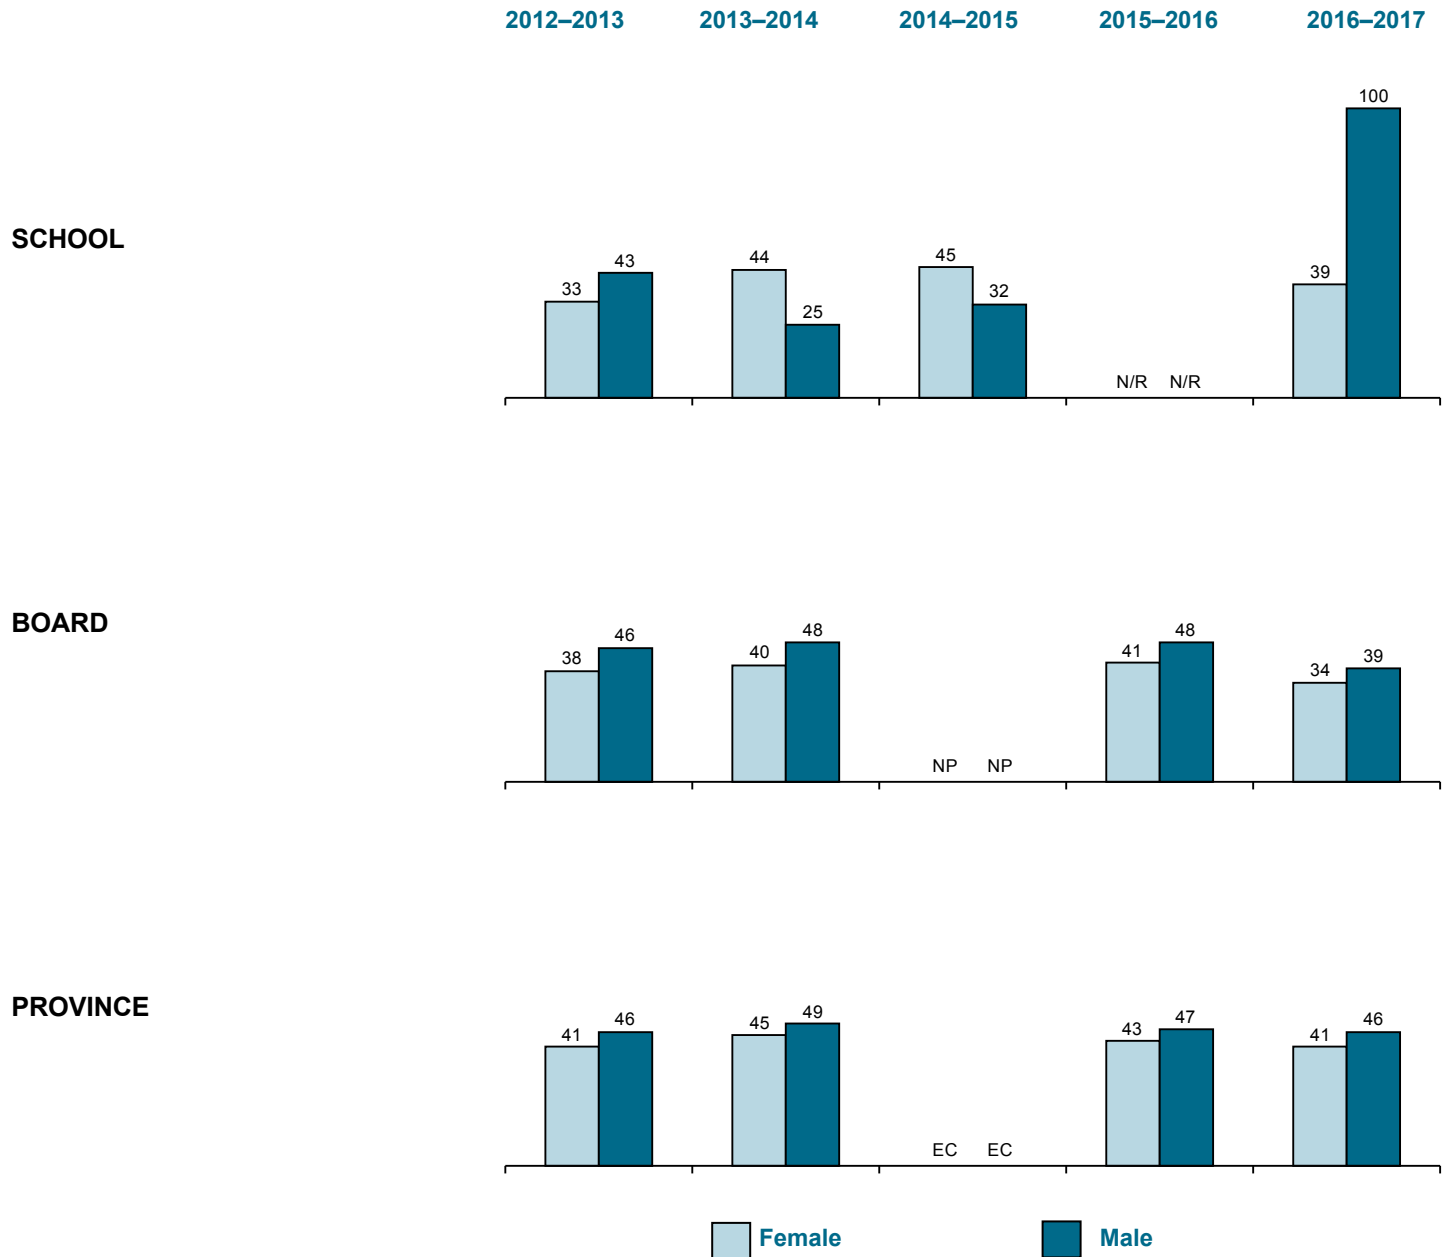 2012–2013 2013–2014 2014–2015 2015–2016 2016–2017
SCHOOL
33 43 44 25 45 32 N/R N/R 39 100
BOARD
38 46 40 48 NP NP 41 48 34 39
PROVINCE
41 46 45 49 EC EC 43 47 41 46
Female Male